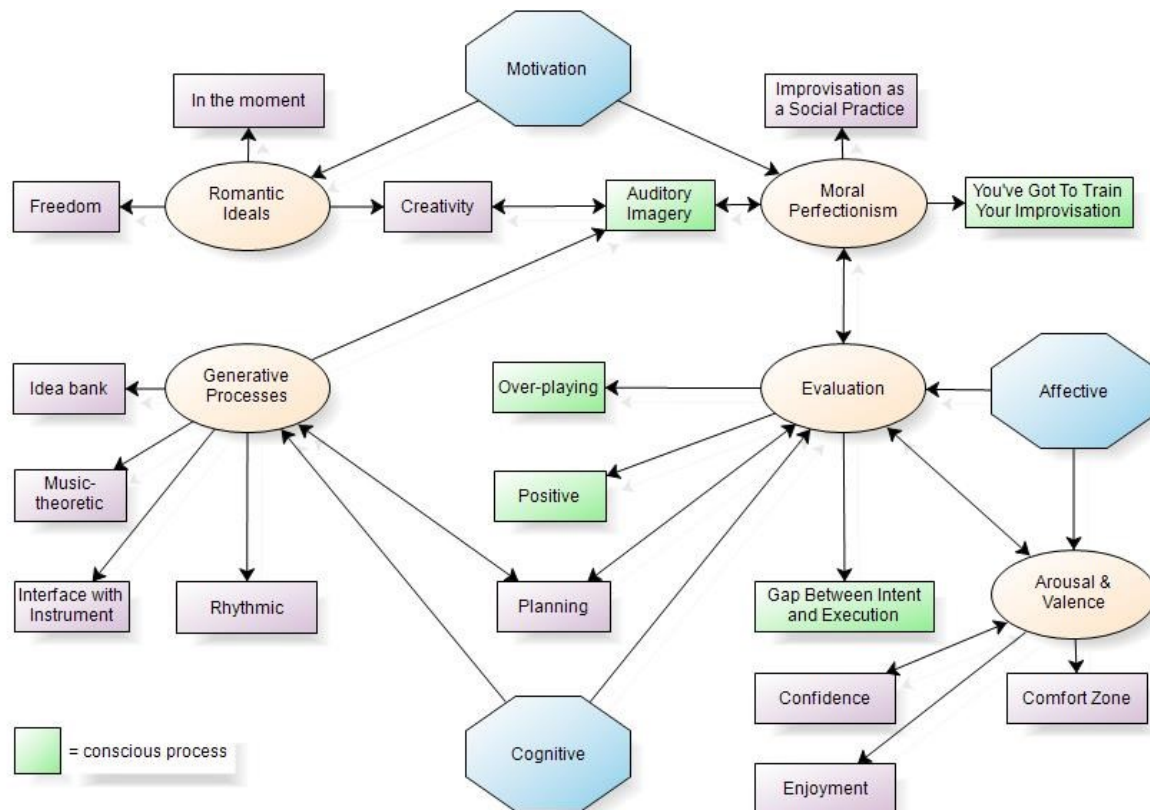 Motivation
In the moment
Improvisation as
a Social Practice
Freedom
Romantic
Ideals
Creativity
Auditory
Imagery
Moral
Perfectionism
You've Got To Train
Your Improvisation
Idea bank
Generative
Processes
Over-playing
Evaluation
Affective
Music-
theoretic
Positive
Interface with
Instrument
Rhythmic
Planning
Gap Between Intent
and Execution
Arousal &
Valence
Confidence
Comfort Zone
= conscious process
Cognitive
Enjoyment